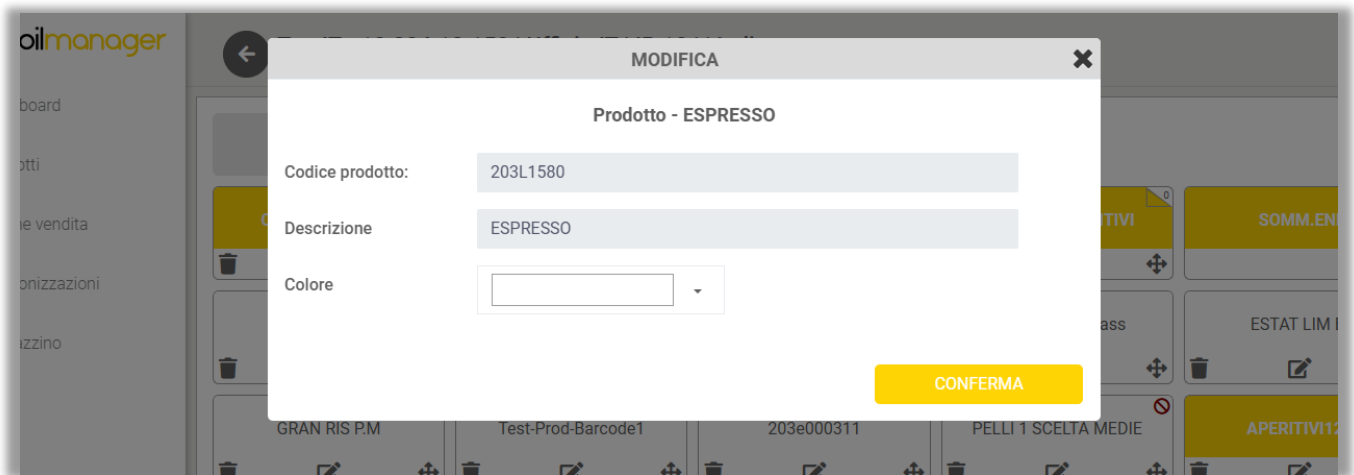 oilmanager
MODIFICA
board
Prodotto - ESPRESSO
otti
Codice prodotto: 203L1580
0
ne vendita
Descrizione ESPRESSO
TIVI
SOMM.EN
onizzazioni
Colore
ass
ESTAT LIM
azzino
CONFERMA
GRAN RIS P.M
Test-Prod-Barcode1
203e000311
PELLI 1 SCELTA MEDIE
APERITIVI12